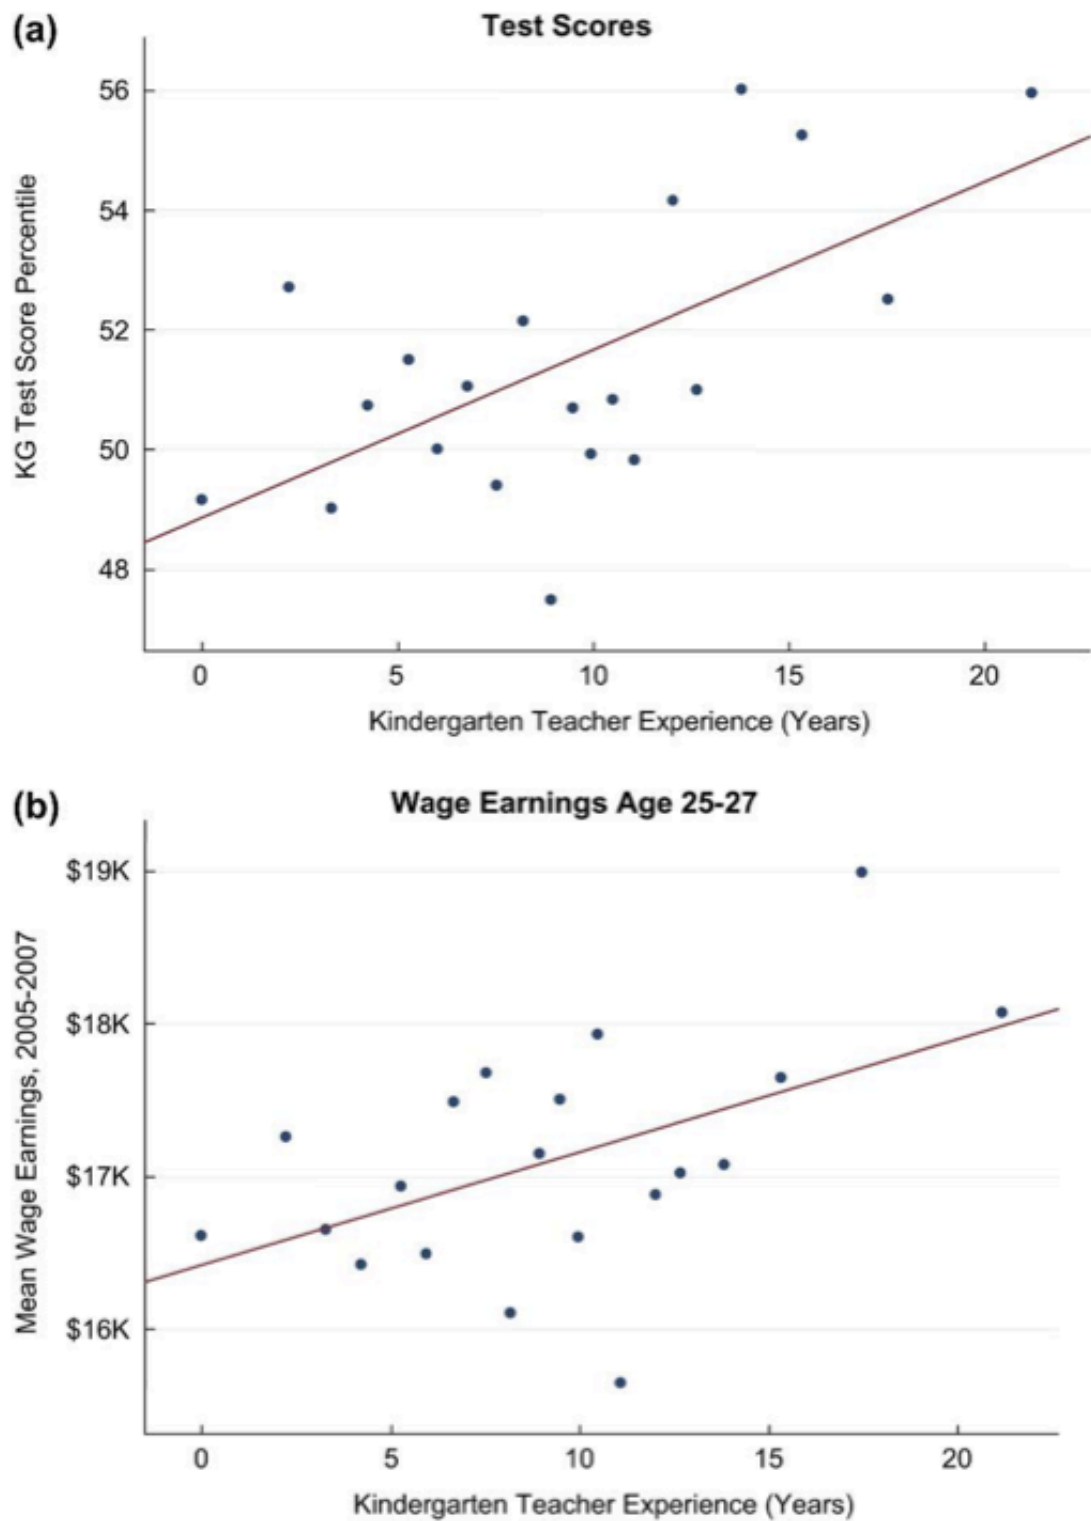 (a)
Test Scores
KG Test Score Percentile
56
54
52
50
48
0 5 10 15 20
Kindergarten Teacher Experience (Years)
(b)
Wage Earnings Age 25-27
Mean Wage Earnings, 2005-2007
$19K
$18K
$17K
$16K
0 5 10 15 20
Kindergarten Teacher Experience (Years)